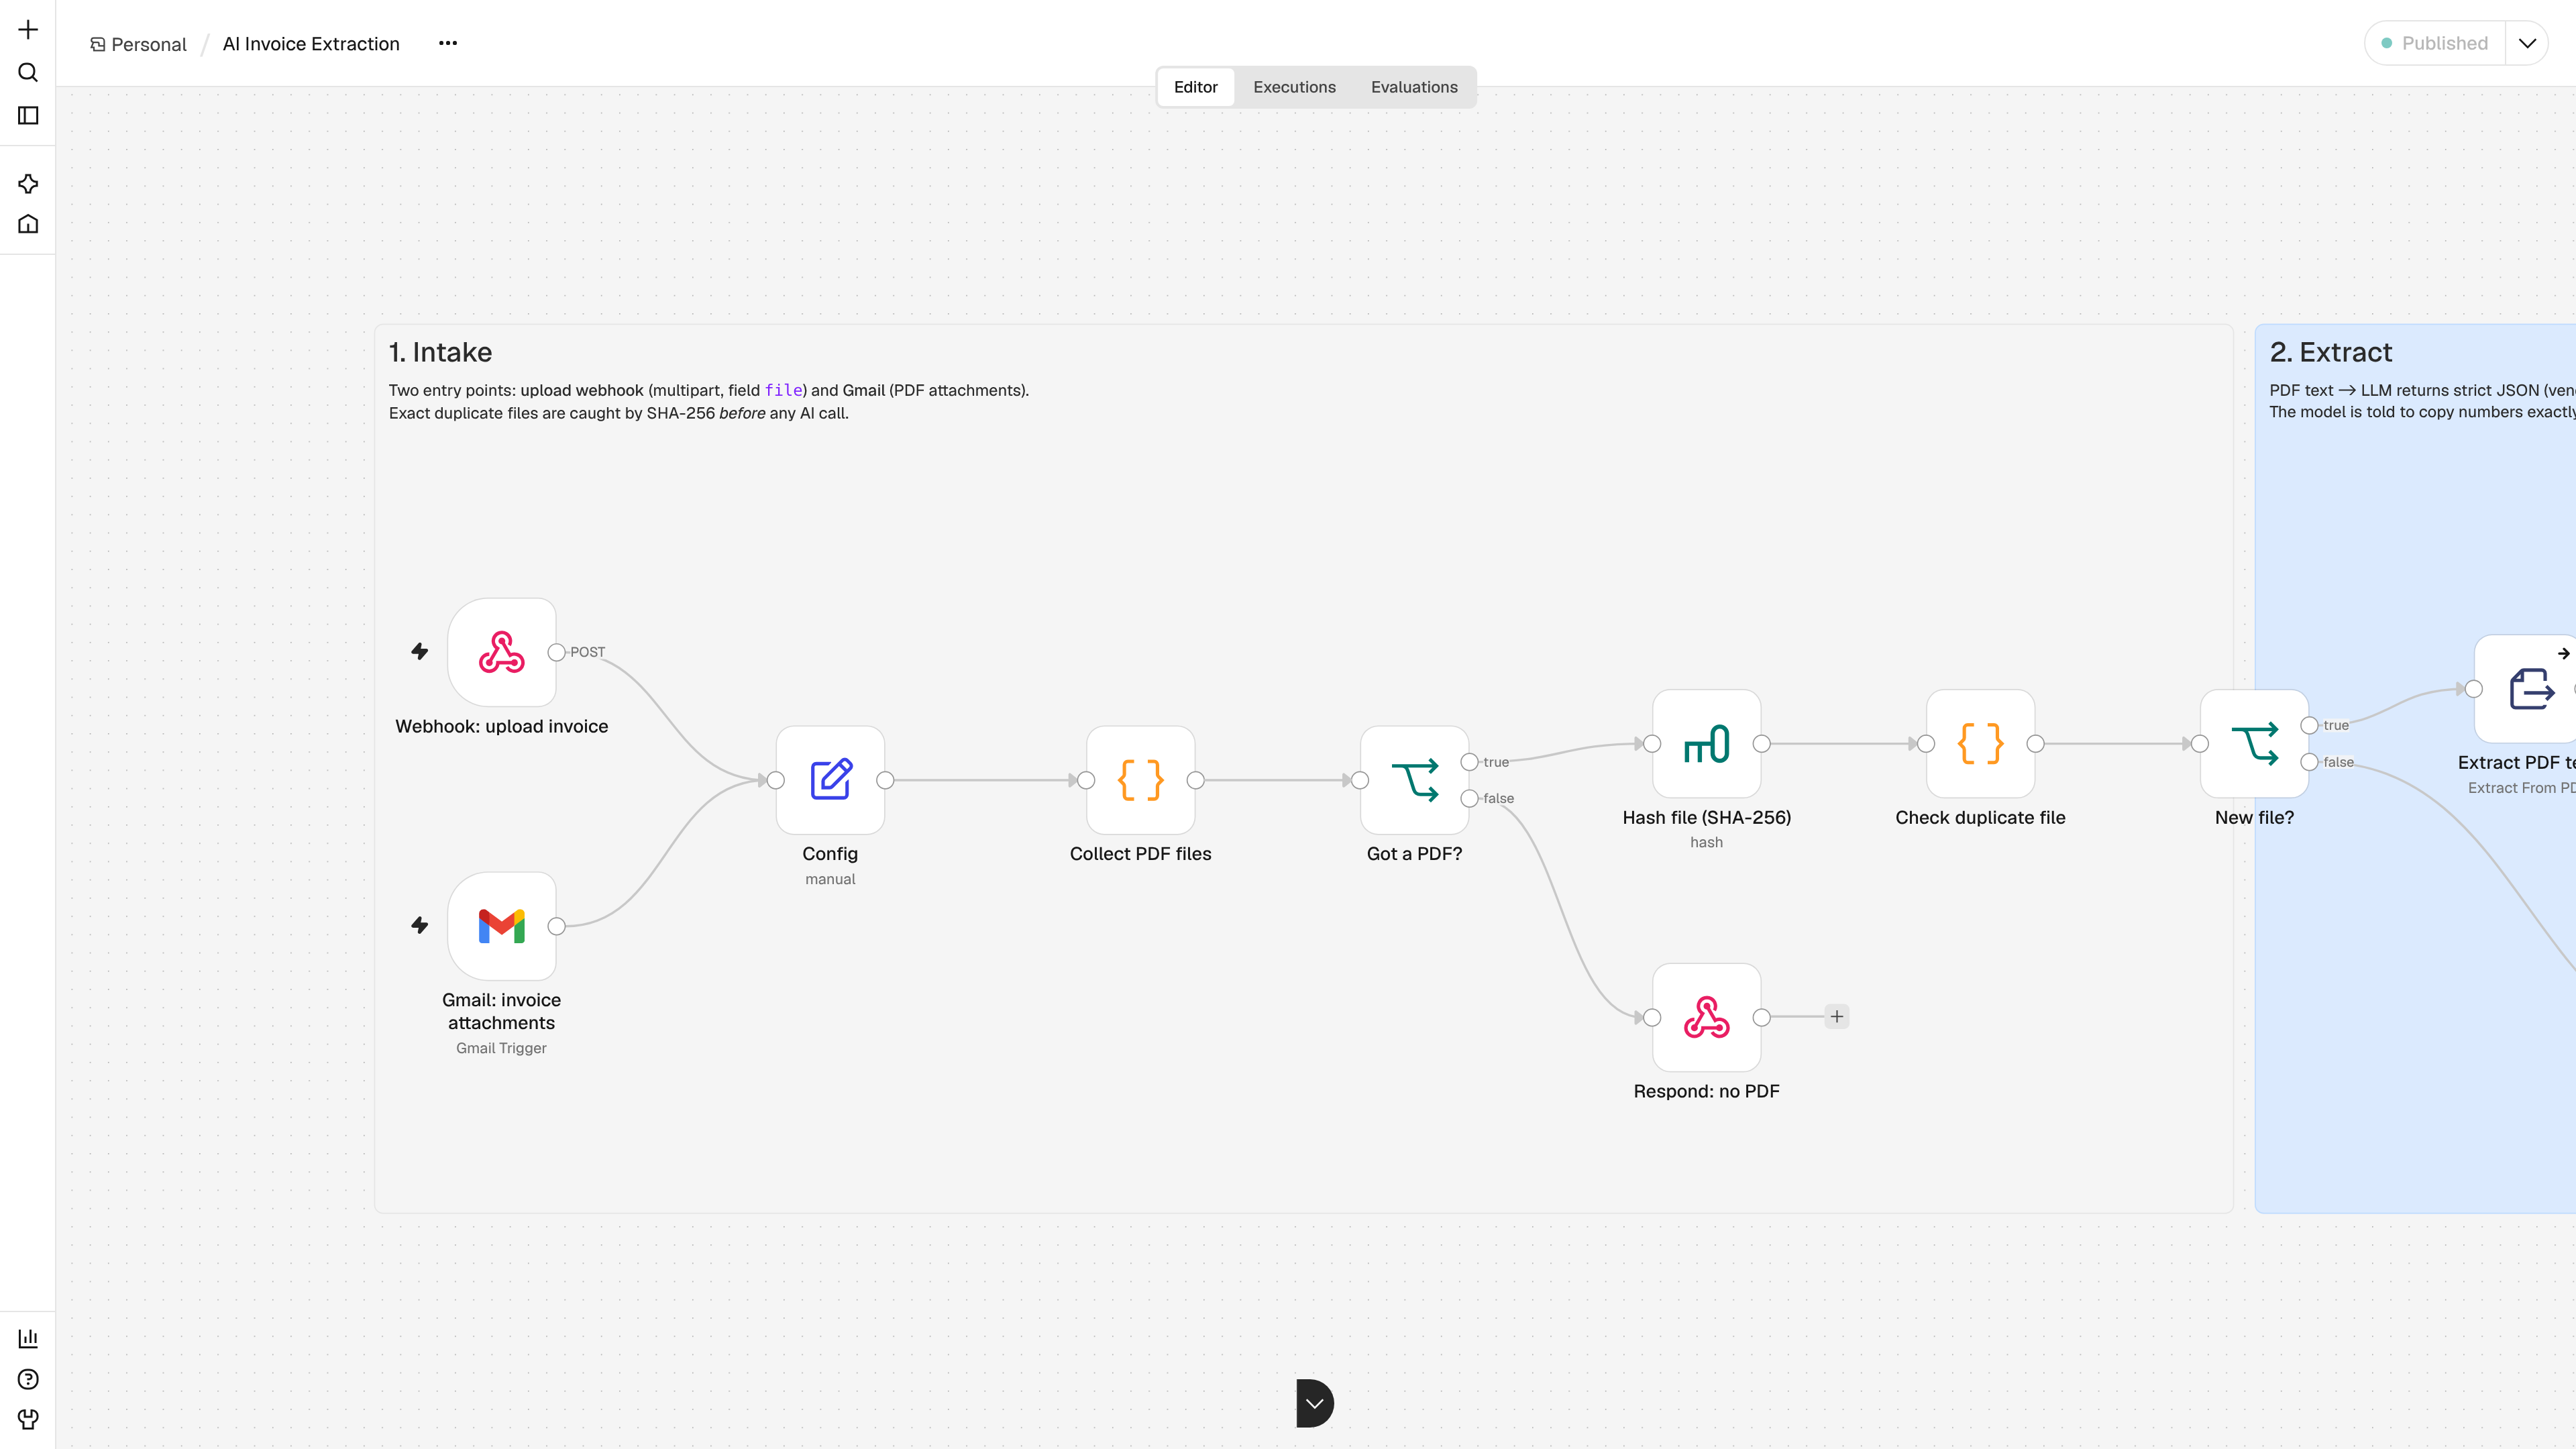 Personal / AI Invoice Extraction
Published
Editor
Executions
Evaluations
1. Intake
Two entry points: upload webhook (multipart, field file) and Gmail (PDF attachments).
Exact duplicate files are caught by SHA-256 before any AI call.
2. Extract
PDF text → LLM returns strict JSON
The model is told to copy numbers exactly
POST
Webhook: upload invoice
Gmail: invoice
attachments
Gmail Trigger
Config
manual
Collect PDF files
true
false
Got a PDF?
Hash file (SHA-256)
hash
Respond: no PDF
Check duplicate file
true
false
New file?
Extract PDF
Extract From